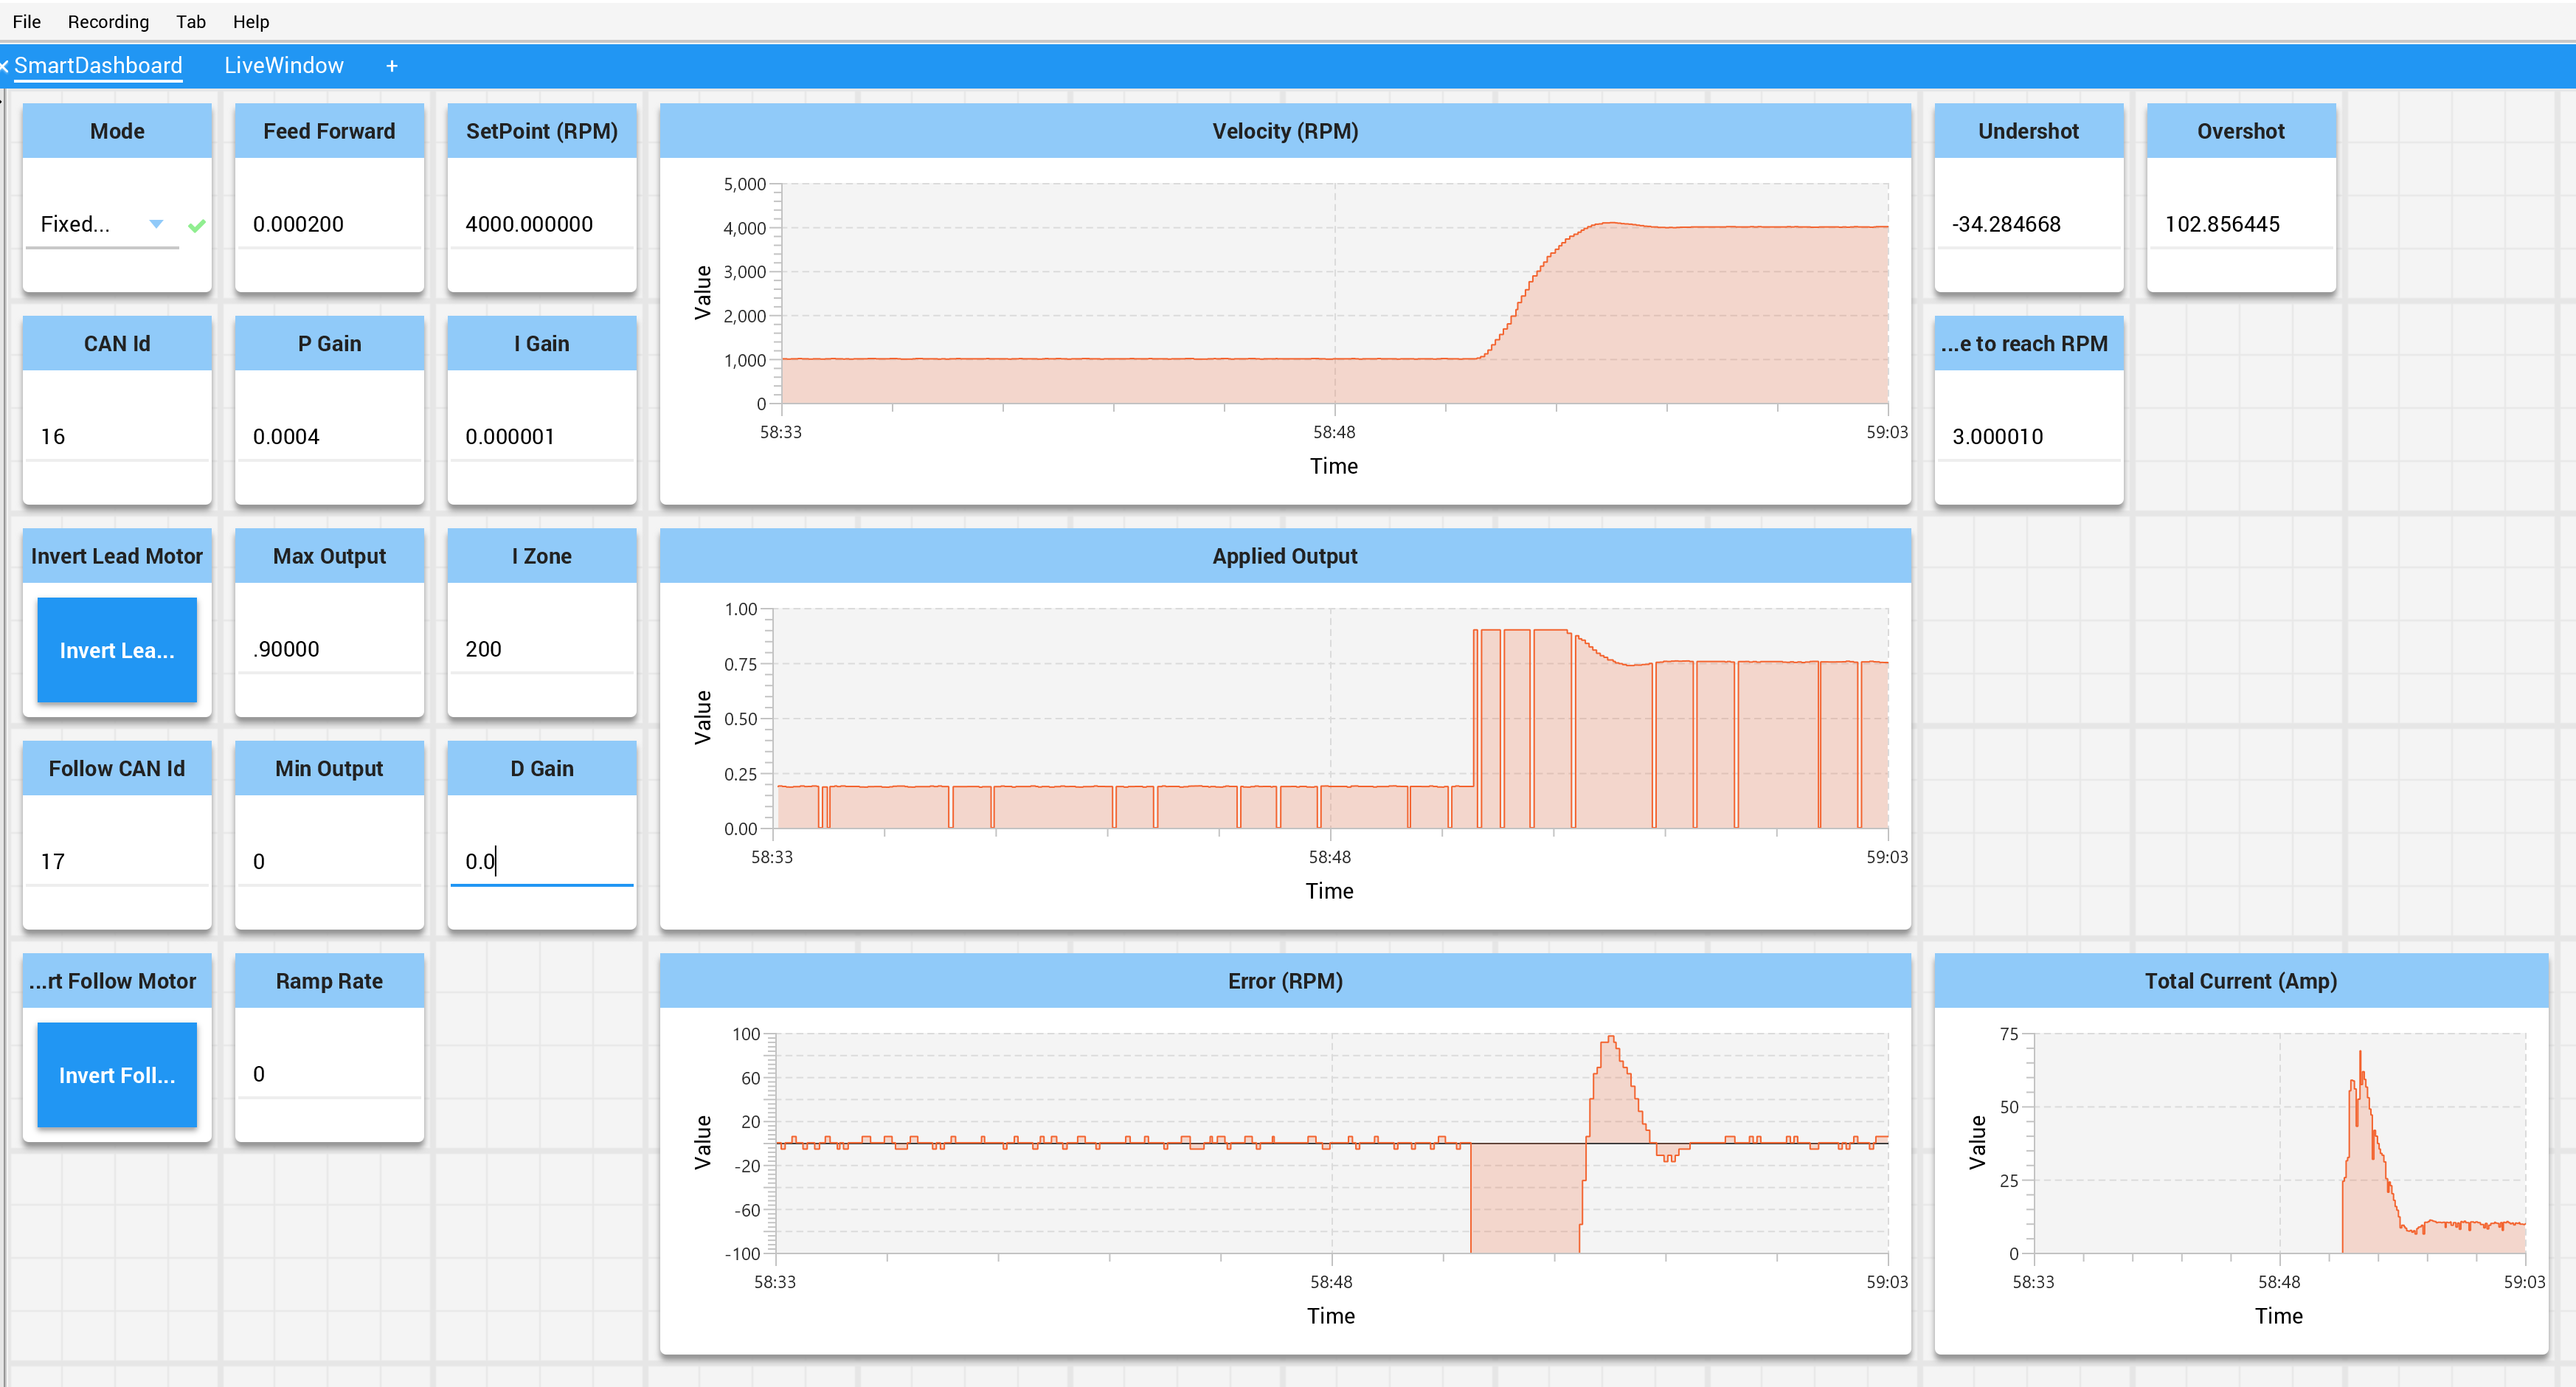 File Recording Tab Help
SmartDashboard LiveWindow +
Mode
Fixed...
Feed Forward
0.000200
SetPoint (RPM)
4000.000000
CAN Id
16
P Gain
0.0004
I Gain
0.000001
Invert Lead Motor
Invert Lea...
Max Output
.90000
I Zone
200
Follow CAN Id
17
Min Output
0
D Gain
0.0
...rt Follow Motor
Invert Foll...
Ramp Rate
0
Velocity (RPM)
Value
5,000
4,000
3,000
2,000
1,000
0
58:33 58:48 59:03
Time
Applied Output
Value
1.00
0.75
0.50
0.25
0.00
58:33 58:48 59:03
Time
Error (RPM)
Value
100
60
20
-20
-60
-100
58:33 58:48 59:03
Time
Undershot
-34.284668
Overshot
102.856445
...e to reach RPM
3.000010
Total Current (Amp)
Value
75
50
25
0
58:33 58:48 59:03
Time